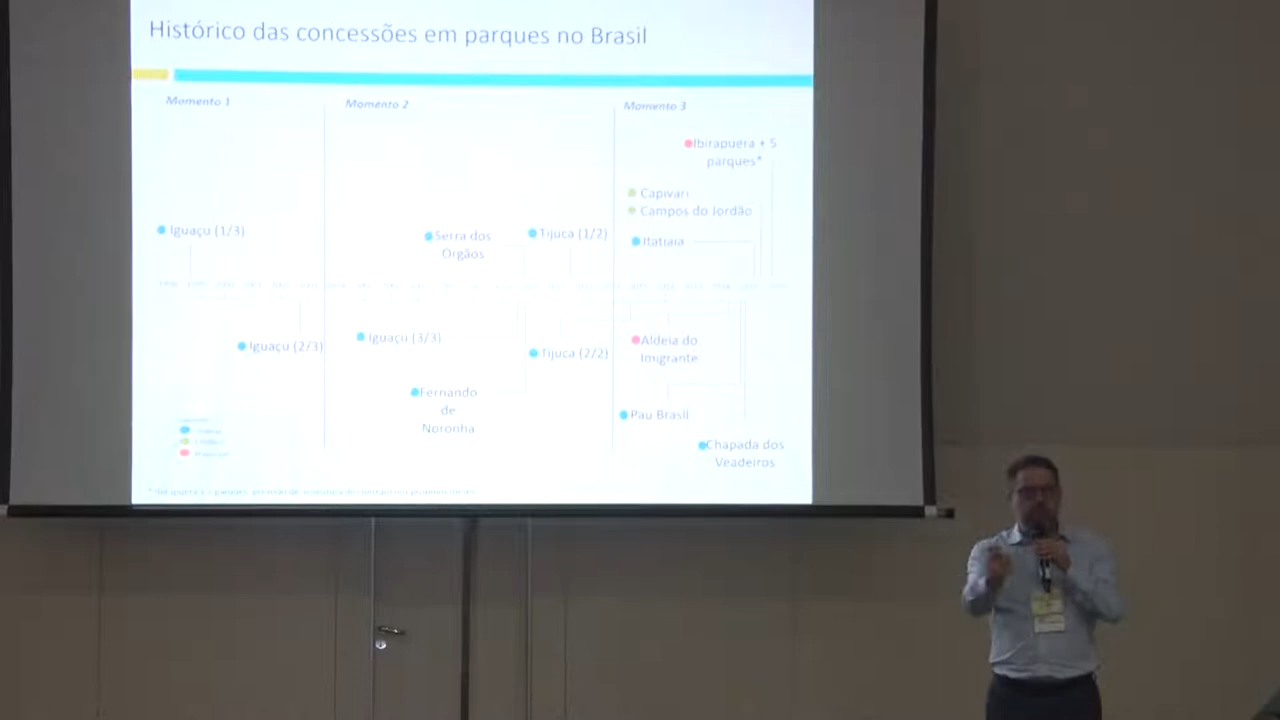 Histórico das concessões em parques no Brasil
Momento 1
Momento 2
Momento 3
Ibirapuera + 5
parques*
Capivari
Campos do Jordão
Iguaçu (1/3)
Serra dos
Orgãos
Tijuca (1/2)
Itatiaia
Iguaçu (2/3)
Iguaçu (3/3)
Tijuca (2/2)
Aldeia do
Imigrante
Fernando
de
Noronha
Pau Brasil
Chapada dos
Veadeiros